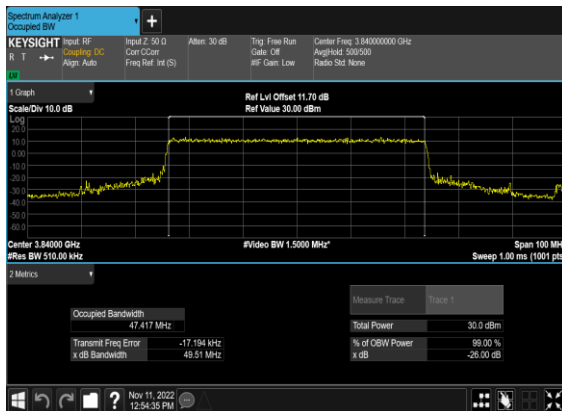 Spectrum Analyzer 1
Occupied BW
+
KEYSIGHT Input: RF Input Z: 50 Ω Atten: 30 dB Trig: Free Run Center Freq: 3.840000000 GHz
R T Coupling: DC Corr CCorr Gate: Off Avg|Hold: 500/500
Align: Auto Freq Ref: Int (S) #IF Gain: Low Radio Std: None
1 Graph Ref Lvl Offset 11.70 dB
Scale/Div 10.0 dB Ref Value 30.00 dBm
Log
20.0
10.0
0.00
-10.0
-20.0
-30.0
-40.0
-50.0
-60.0
Center 3.84000 GHz #Video BW 1.5000 MHz* Span 100 MH
#Res BW 510.00 kHz Sweep 1.00 ms (1001 pts
2 Metrics
Measure Trace Trace 1
Occupied Bandwidth
47.417 MHz Total Power 30.0 dBm
Transmit Freq Error -17.194 kHz % of OBW Power 99.00 %
x dB Bandwidth 49.51 MHz x dB -26.00 dB
? Nov 11, 2022
12:54:35 PM